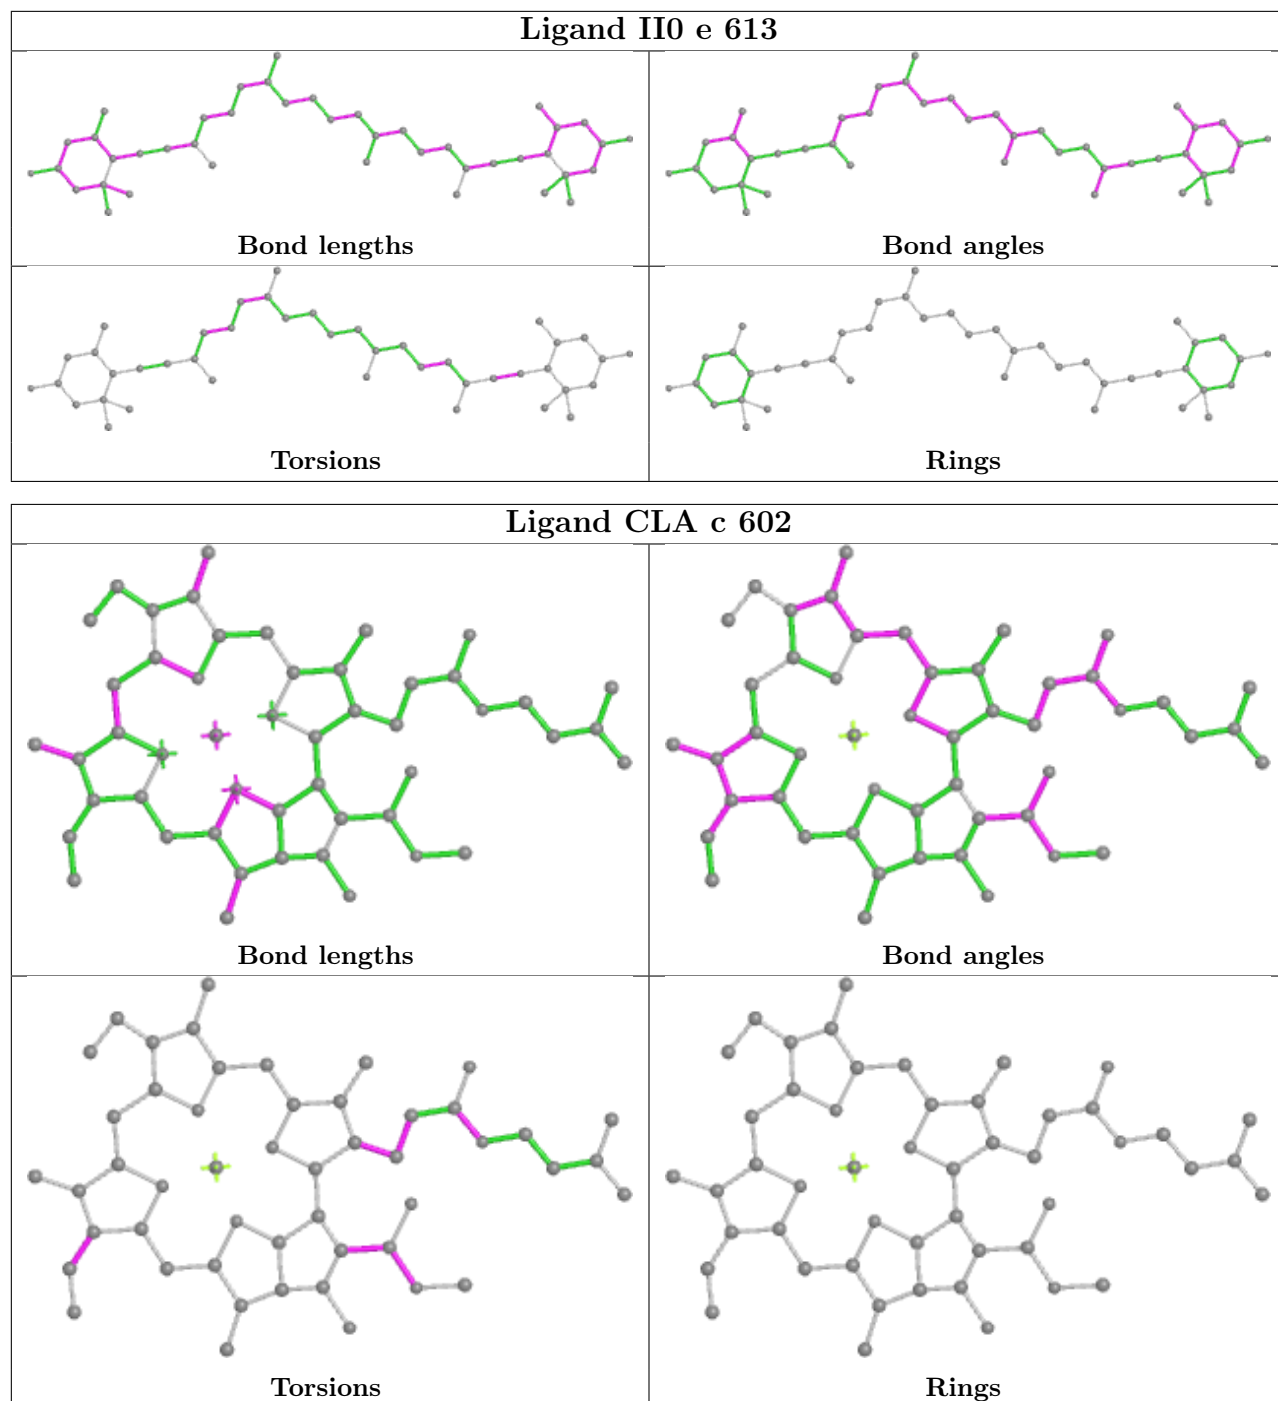 Ligand II0 e 613
Bond lengths
Bond angles
Torsions
Rings
Ligand CLA c 602
Bond lengths
Bond angles
Torsions
Rings